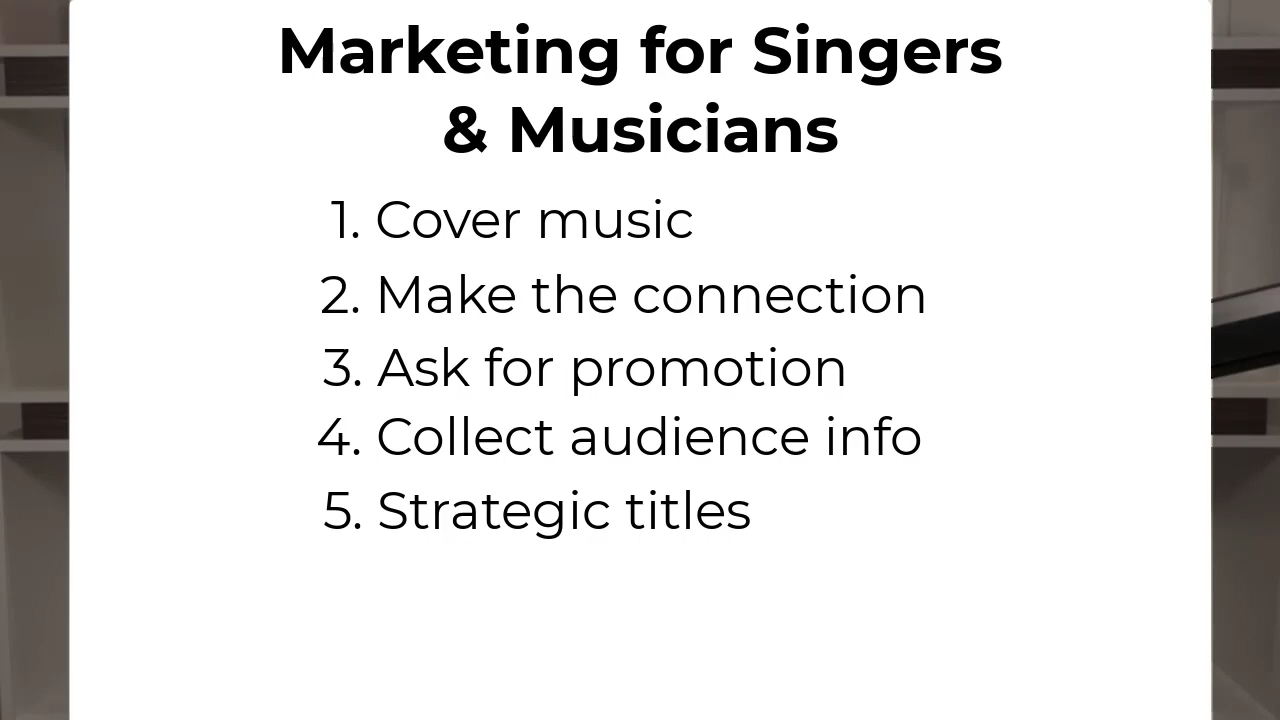 Marketing for Singers
& Musicians
1. Cover music
2. Make the connection
3. Ask for promotion
4. Collect audience info
5. Strategic titles